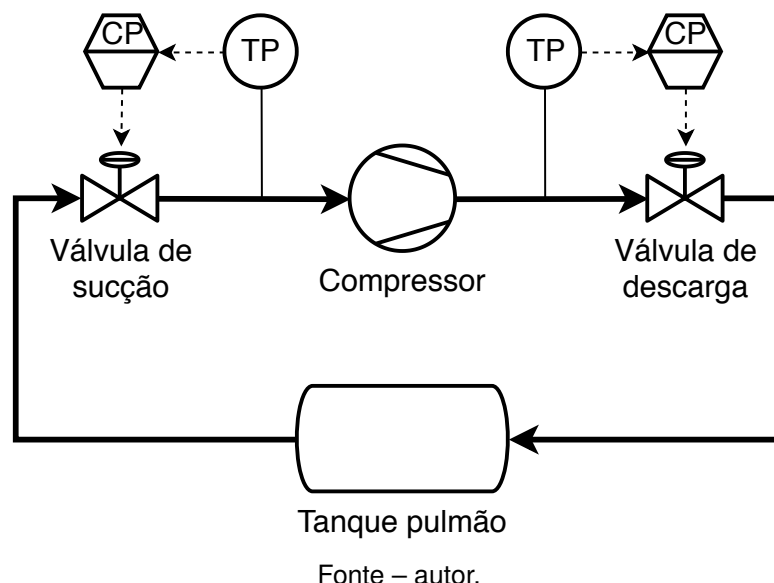 CP
TP
TP
CP
Válvula de
sucção
Compressor
Válvula de
descarga
Tanque pulmão
Fonte – autor.